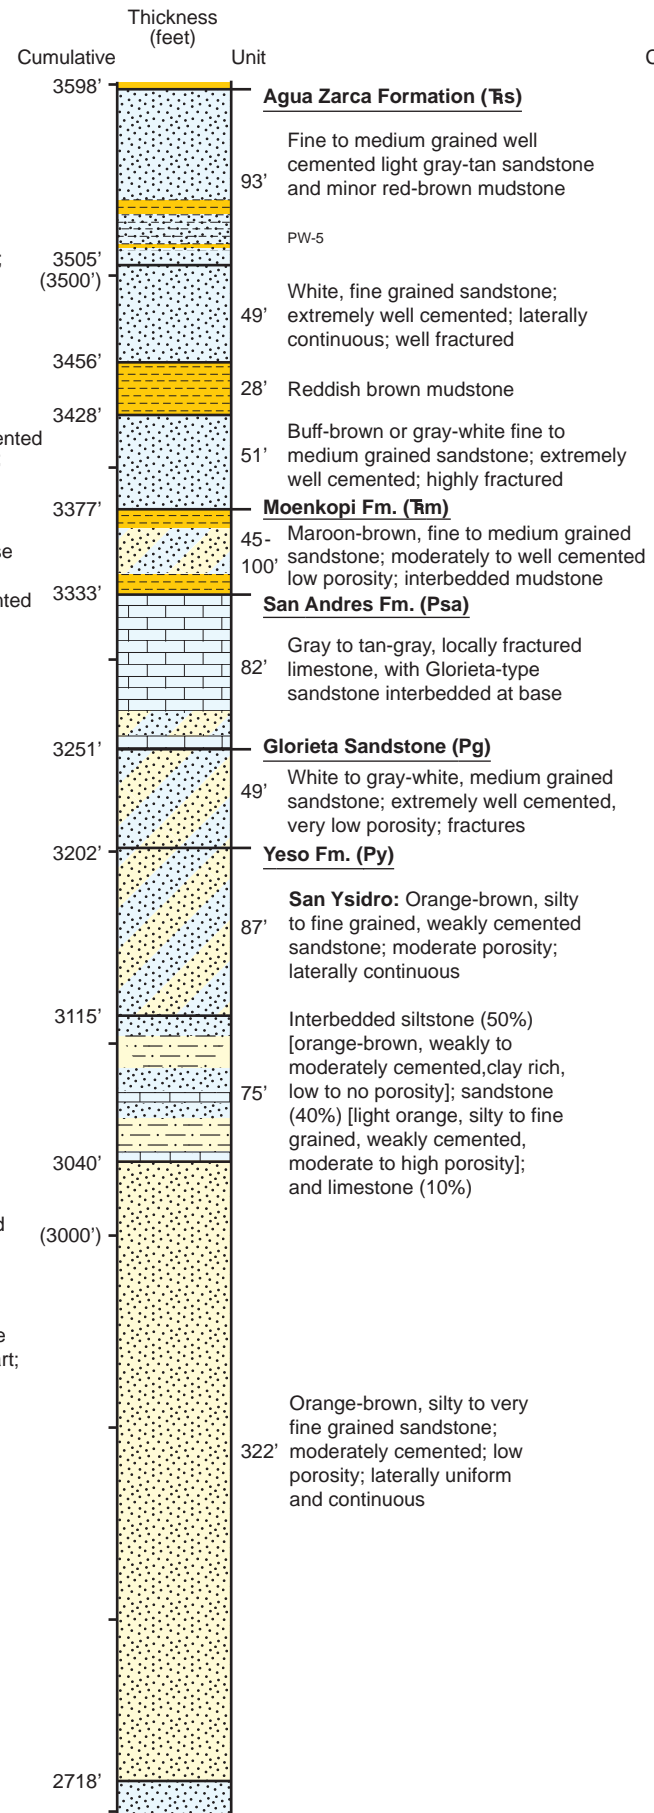 Thickness
(feet)
Cumulative
Unit
C
3598'
Agua Zarca Formation (Ꞧs)
Fine to medium grained well
cemented light gray-tan sandstone
and minor red-brown mudstone
93'
PW-5
;
3505'
(3500')
White, fine grained sandstone;
extremely well cemented; laterally
continuous; well fractured
49'
3456'
28'
Reddish brown mudstone
3428'
ented
Buff-brown or gray-white fine to
medium grained sandstone; extremely
well cemented; highly fractured
51'
3377'
Moenkopi Fm. (Ꞧm)
se
45-
100'
Maroon-brown, fine to medium grained
sandstone; moderately to well cemented
low porosity; interbedded mudstone
nted
3333'
San Andres Fm. (Psa)
Gray to tan-gray, locally fractured
limestone, with Glorieta-type
sandstone interbedded at base
82'
3251'
Glorieta Sandstone (Pg)
49'
White to gray-white, medium grained
sandstone; extremely well cemented,
very low porosity; fractures
3202'
Yeso Fm. (Py)
San Ysidro: Orange-brown, silty
to fine grained, weakly cemented
sandstone; moderate porosity;
laterally continuous
87'
3115'
Interbedded siltstone (50%)
[orange-brown, weakly to
moderately cemented,clay rich,
low to no porosity]; sandstone
(40%) [light orange, silty to fine
grained, weakly cemented,
moderate to high porosity];
and limestone (10%)
75'
3040'
d
(3000')
e
rt;
Orange-brown, silty to very
fine grained sandstone;
moderately cemented; low
porosity; laterally uniform
and continuous
322'
2718'